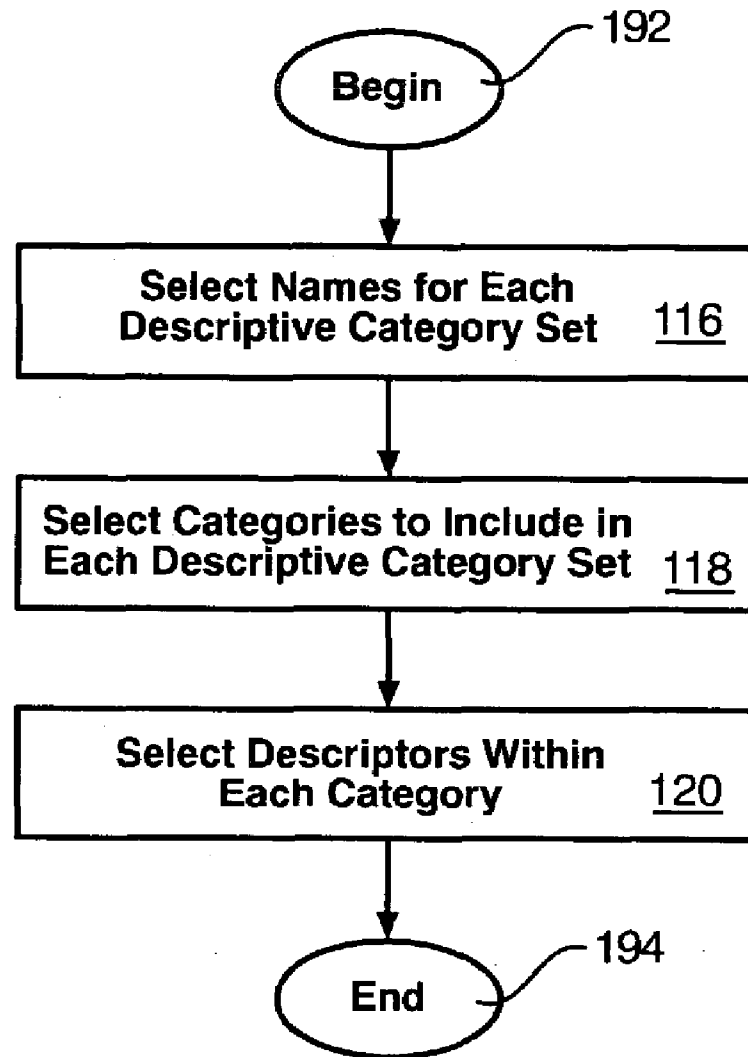 192
Begin
Select Names for Each
Descriptive Category Set 116
Select Categories to Include in
Each Descriptive Category Set 118
Select Descriptors Within
Each Category 120
194
End